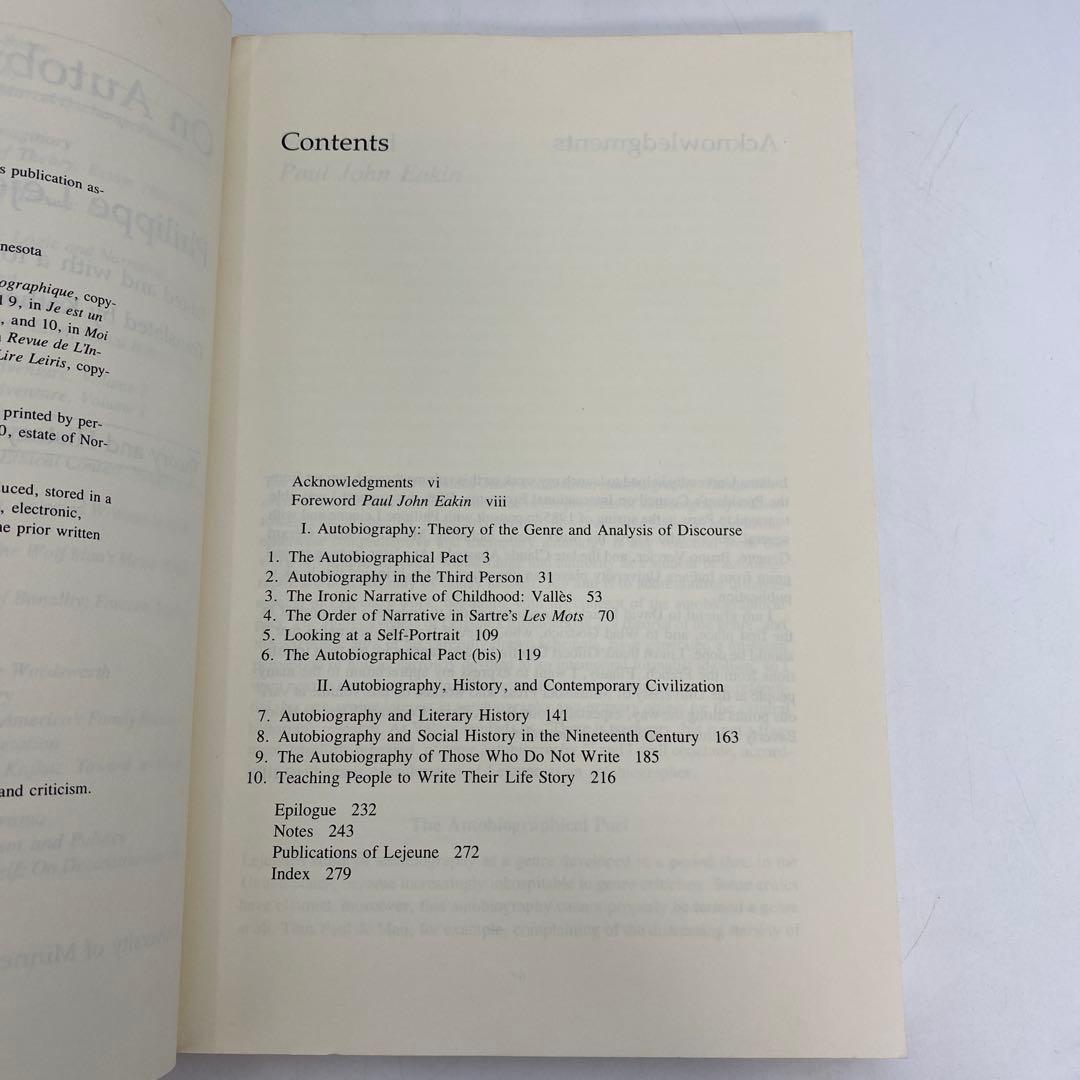 s publication as-
nesota
ographique, copy-
l 9, in Je est un
, and 10, in Moi
Revue de L'In-
Lire Leiris, copy-
printed by per-
0, estate of Nor-
uced, stored in a
, electronic,
e prior written
and criticism.
Contents
Paul John Eakin
Acknowledgments vi
Foreword Paul John Eakin viii
I. Autobiography: Theory of the Genre and Analysis of Discourse
1. The Autobiographical Pact 3
2. Autobiography in the Third Person 31
3. The Ironic Narrative of Childhood: Vallès 53
4. The Order of Narrative in Sartre's Les Mots 70
5. Looking at a Self-Portrait 109
6. The Autobiographical Pact (bis) 119
II. Autobiography, History, and Contemporary Civilization
7. Autobiography and Literary History 141
8. Autobiography and Social History in the Nineteenth Century 163
9. The Autobiography of Those Who Do Not Write 185
10. Teaching People to Write Their Life Story 216
Epilogue 232
Notes 243
Publications of Lejeune 272
Index 279
The Autobiographical Pact